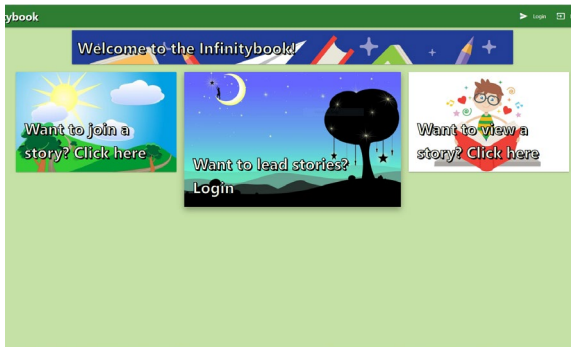 tybook
Login
Welcome to the Infinitybook!
Want to join a
story? Click here
Want to lead stories?
Login
Want to view a
story? Click here